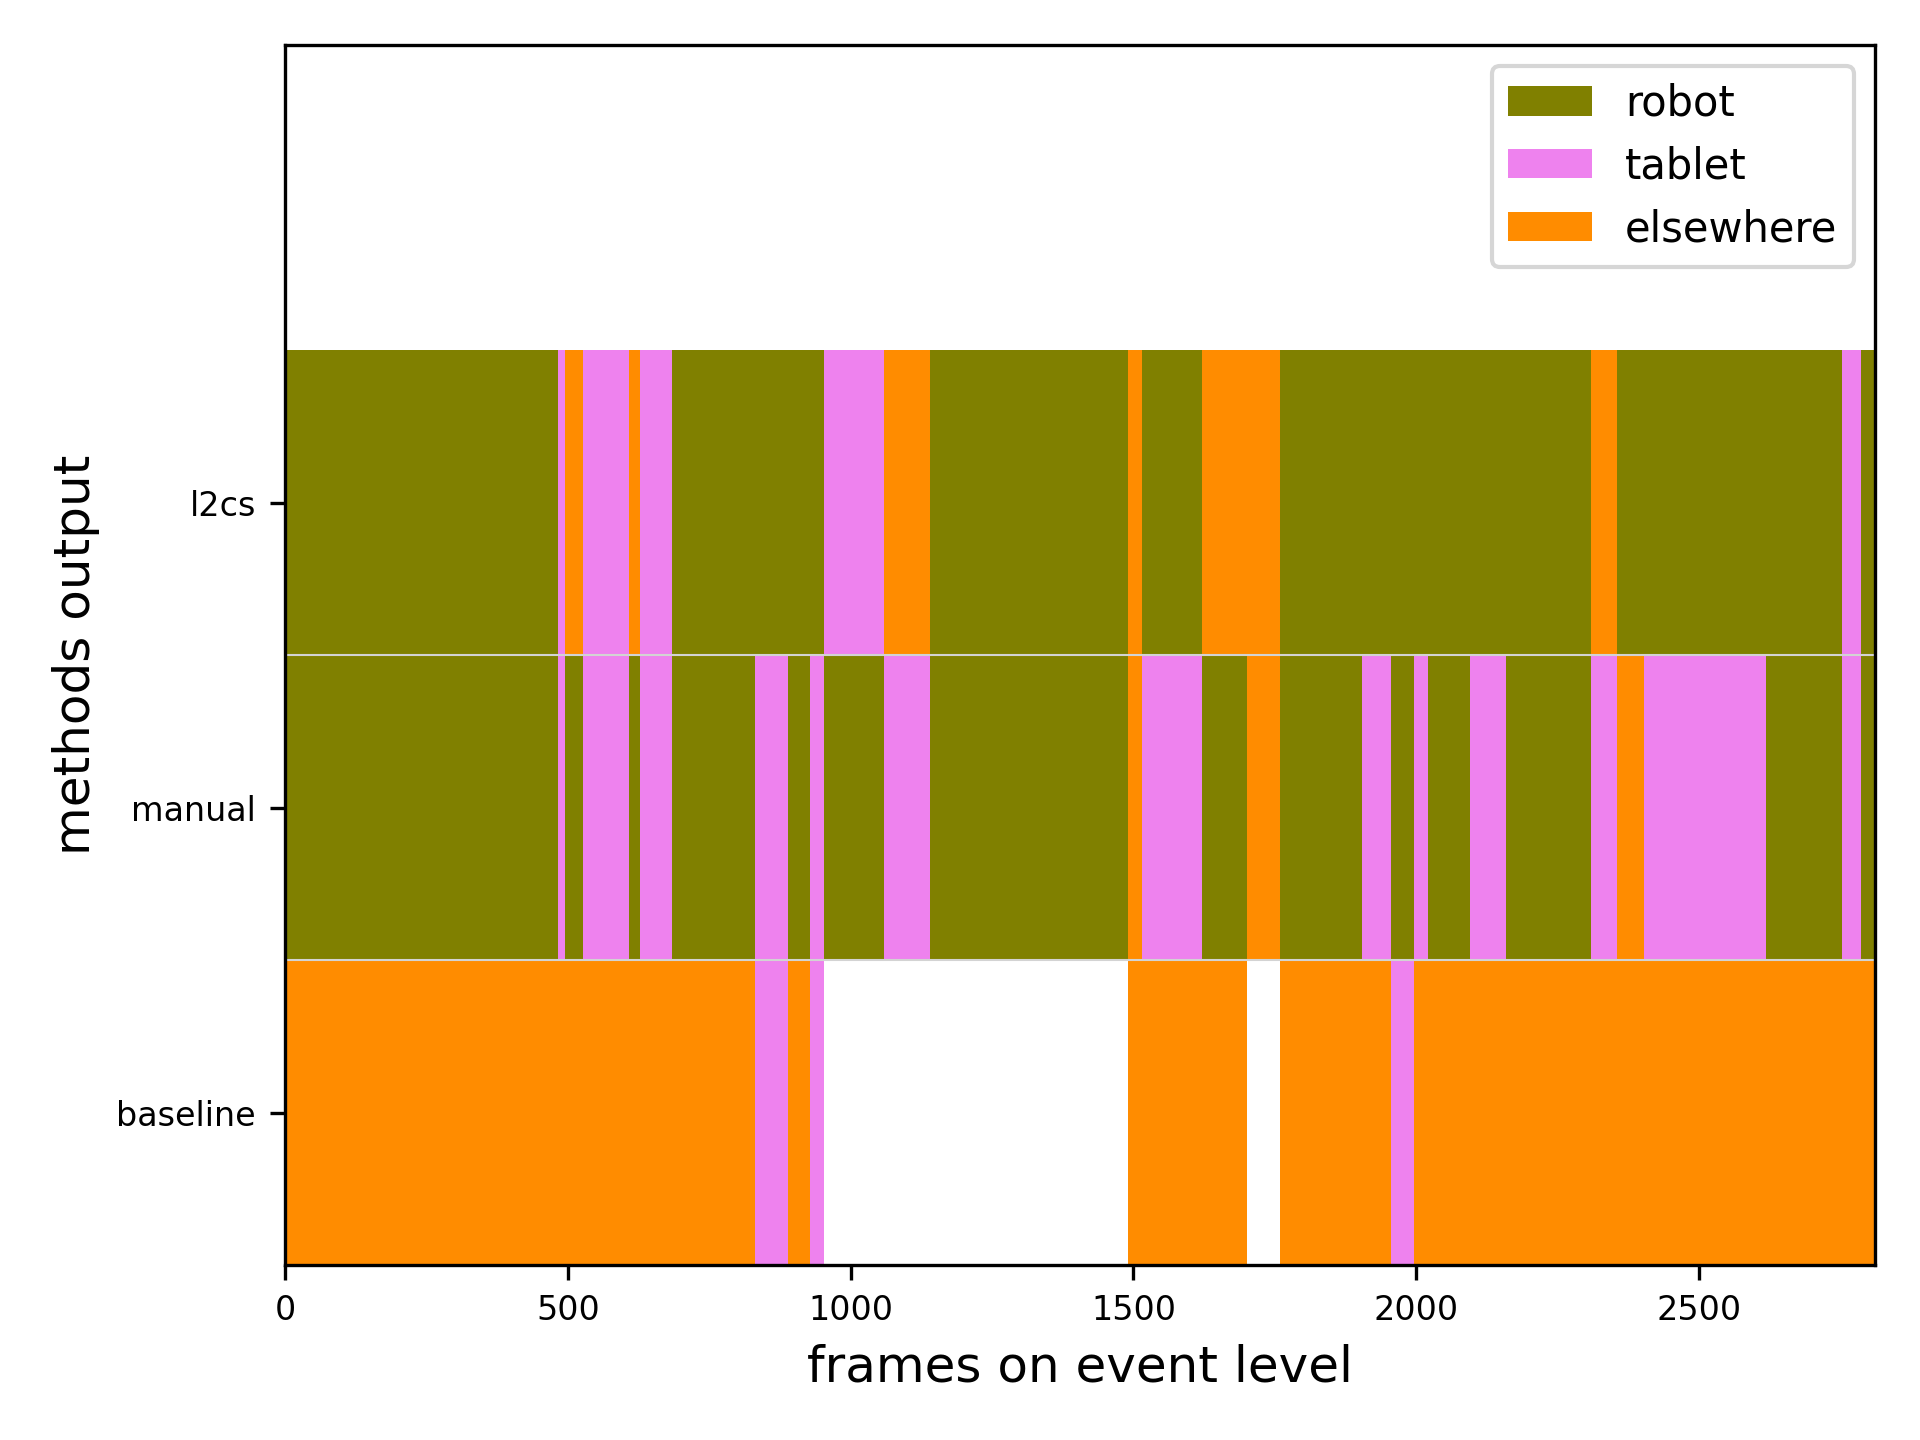 robot
tablet
elsewhere
methods output
l2cs
manual
baseline
0 500 1000 1500 2000 2500
frames on event level